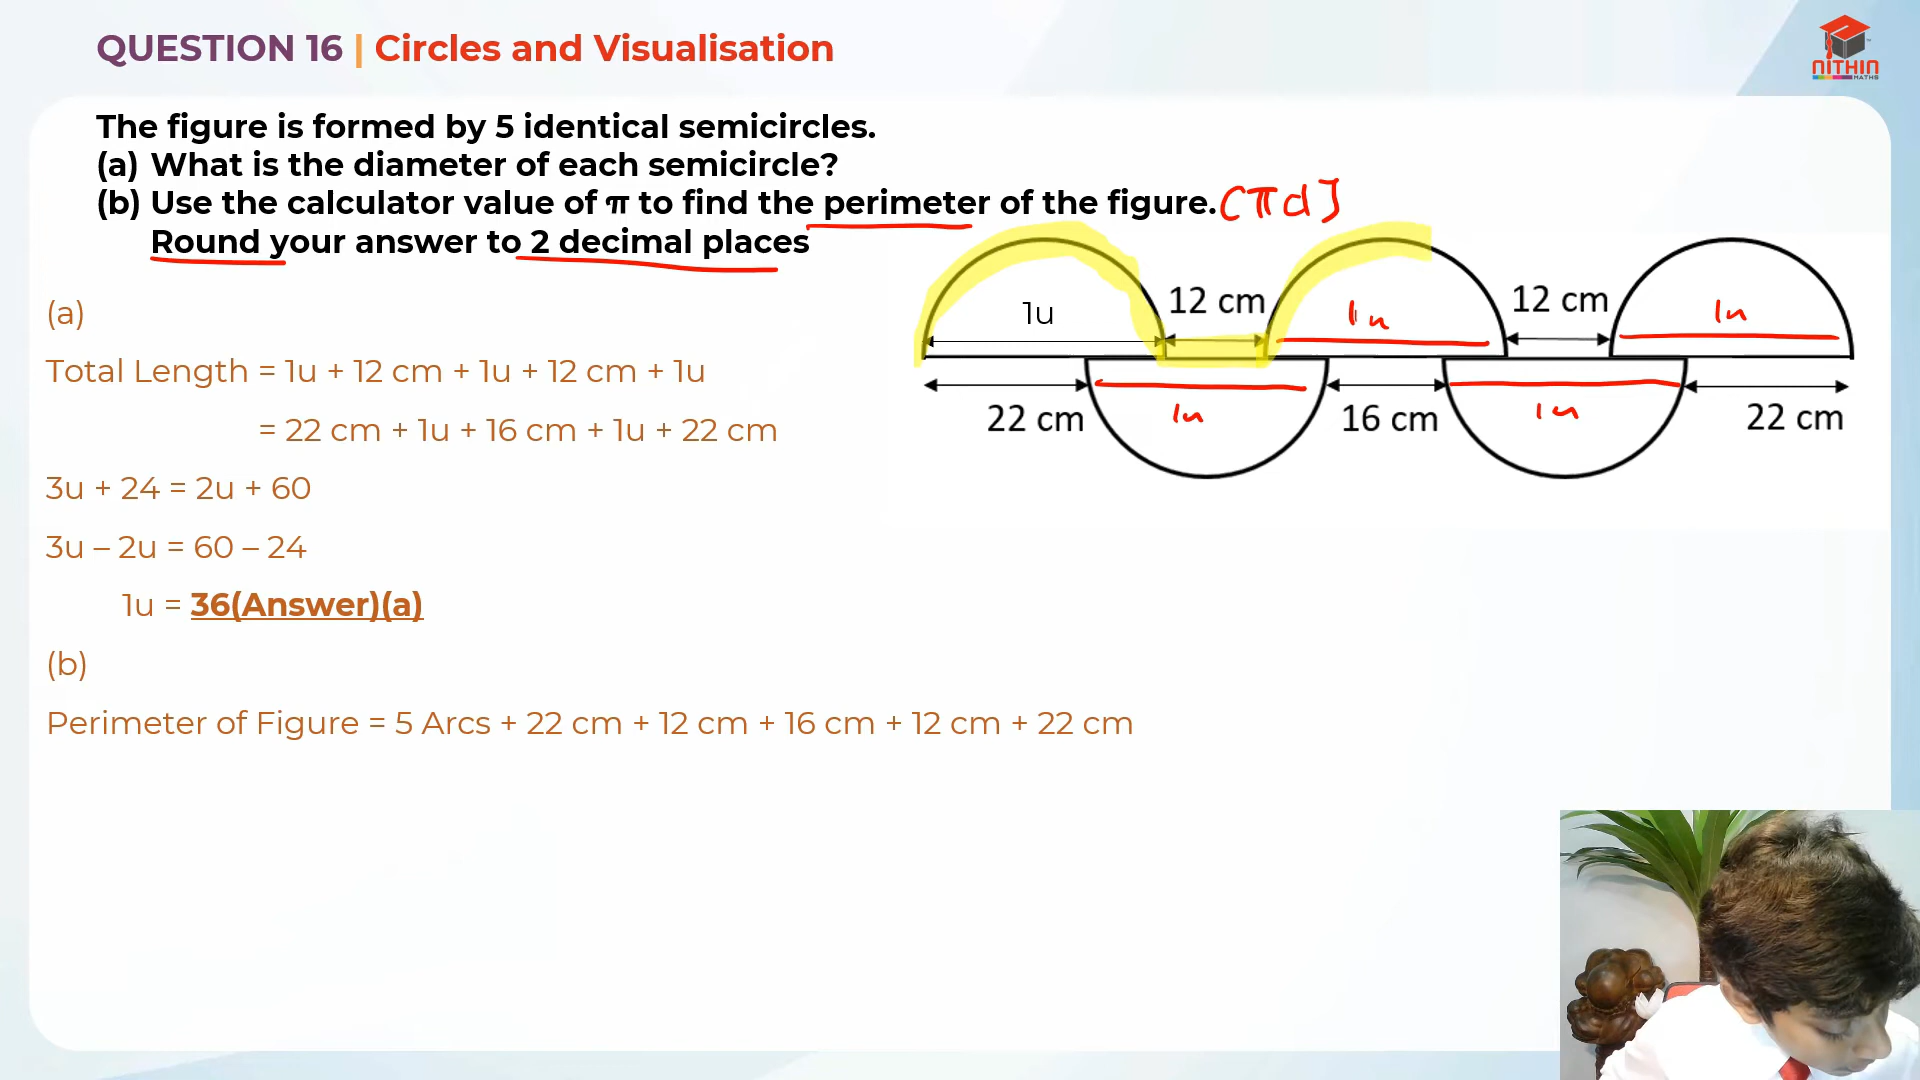 QUESTION 16 | Circles and Visualisation
NITHIN
MATHS
The figure is formed by 5 identical semicircles.
(a) What is the diameter of each semicircle?
(b) Use the calculator value of π to find the perimeter of the figure. (πd]
Round your answer to 2 decimal places
1u
12 cm
1u
12 cm
1u
22 cm
1u
16 cm
1u
22 cm
(a)
Total Length = 1u + 12 cm + 1u + 12 cm + 1u
= 22 cm + 1u + 16 cm + 1u + 22 cm
3u + 24 = 2u + 60
3u – 2u = 60 – 24
1u = 36(Answer)(a)
(b)
Perimeter of Figure = 5 Arcs + 22 cm + 12 cm + 16 cm + 12 cm + 22 cm